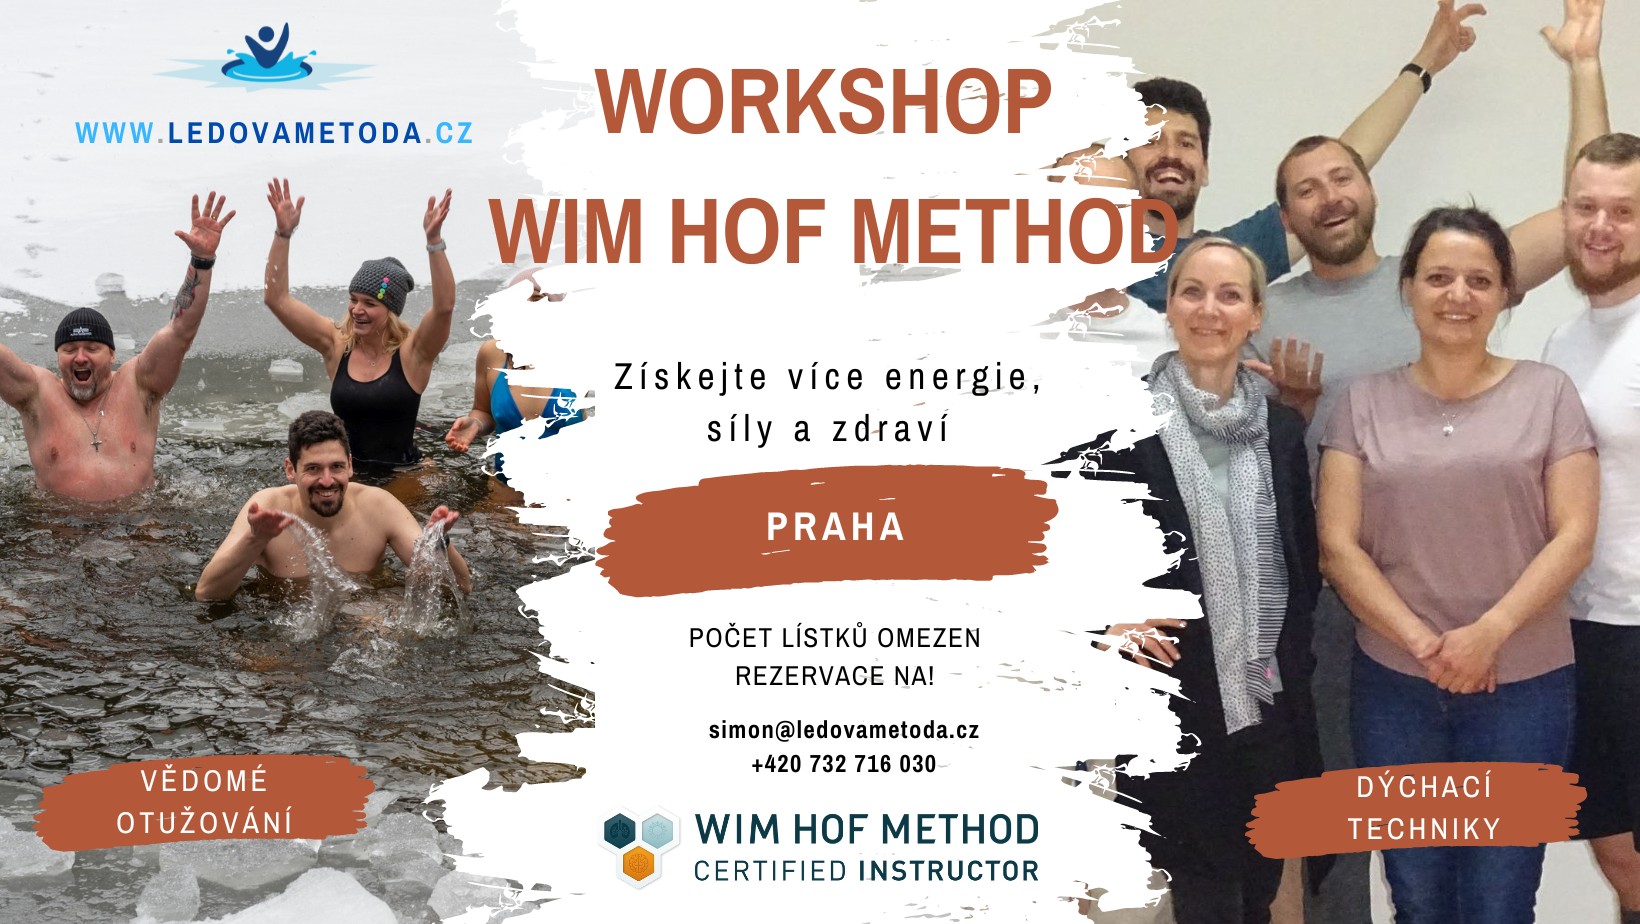 WWW.LEDOVAMETODA.CZ
WORKSHOP
WIM HOF METHOD
Získejte více energie,
síly a zdraví
PRAHA
POČET LÍSTKŮ OMEZEN
REZERVACE NA!
simon@ledovametoda.cz
+420 732 716 030
VĚDOMÉ
OTUŽOVÁNÍ
DÝCHACÍ
TECHNIKY
WIM HOF METHOD
CERTIFIED INSTRUCTOR